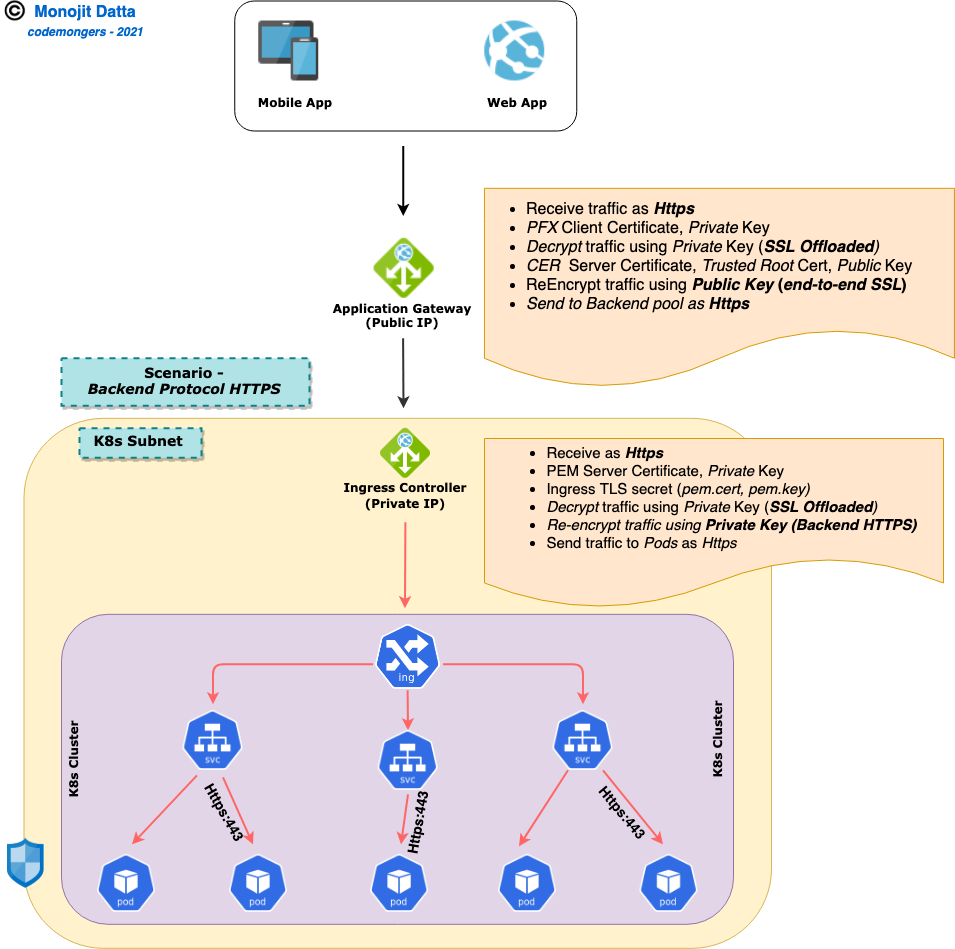 © Monojit Datta
codemongers - 2021
Mobile App
Web App
• Receive traffic as Https
• PFX Client Certificate, Private Key
• Decrypt traffic using Private Key (SSL Offloaded)
• CER Server Certificate, Trusted Root Cert, Public Key
• ReEncrypt traffic using Public Key (end-to-end SSL)
• Send to Backend pool as Https
Application Gateway
(Public IP)
Scenario -
Backend Protocol HTTPS
K8s Subnet
Ingress Controller
(Private IP)
• Receive as Https
• PEM Server Certificate, Private Key
• Ingress TLS secret (pem.cert, pem.key)
• Decrypt traffic using Private Key (SSL Offloaded)
• Re-encrypt traffic using Private Key (Backend HTTPS)
• Send traffic to Pods as Https
ing
K8s Cluster
K8s Cluster
svc
svc
svc
Https:443
Https:443
Https:443
pod
pod
pod
pod
pod